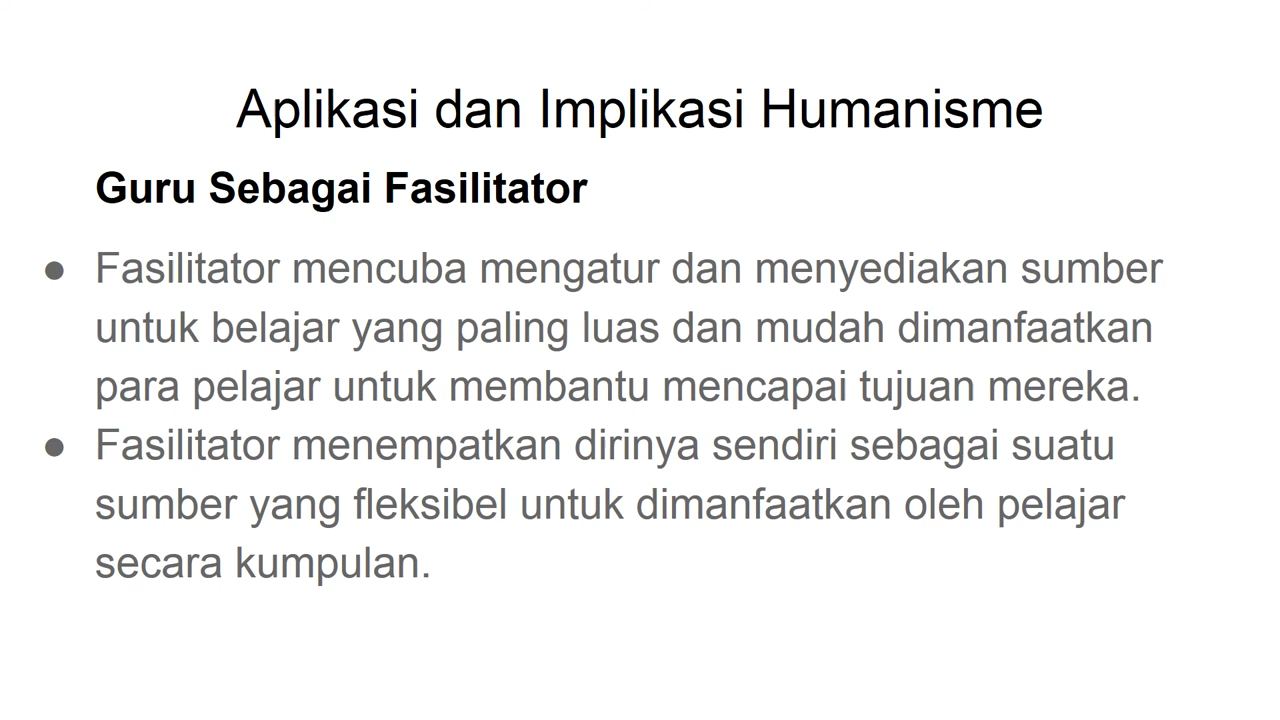 Aplikasi dan Implikasi Humanisme
Guru Sebagai Fasilitator
● Fasilitator mencuba mengatur dan menyediakan sumber
untuk belajar yang paling luas dan mudah dimanfaatkan
para pelajar untuk membantu mencapai tujuan mereka.
● Fasilitator menempatkan dirinya sendiri sebagai suatu
sumber yang fleksibel untuk dimanfaatkan oleh pelajar
secara kumpulan.